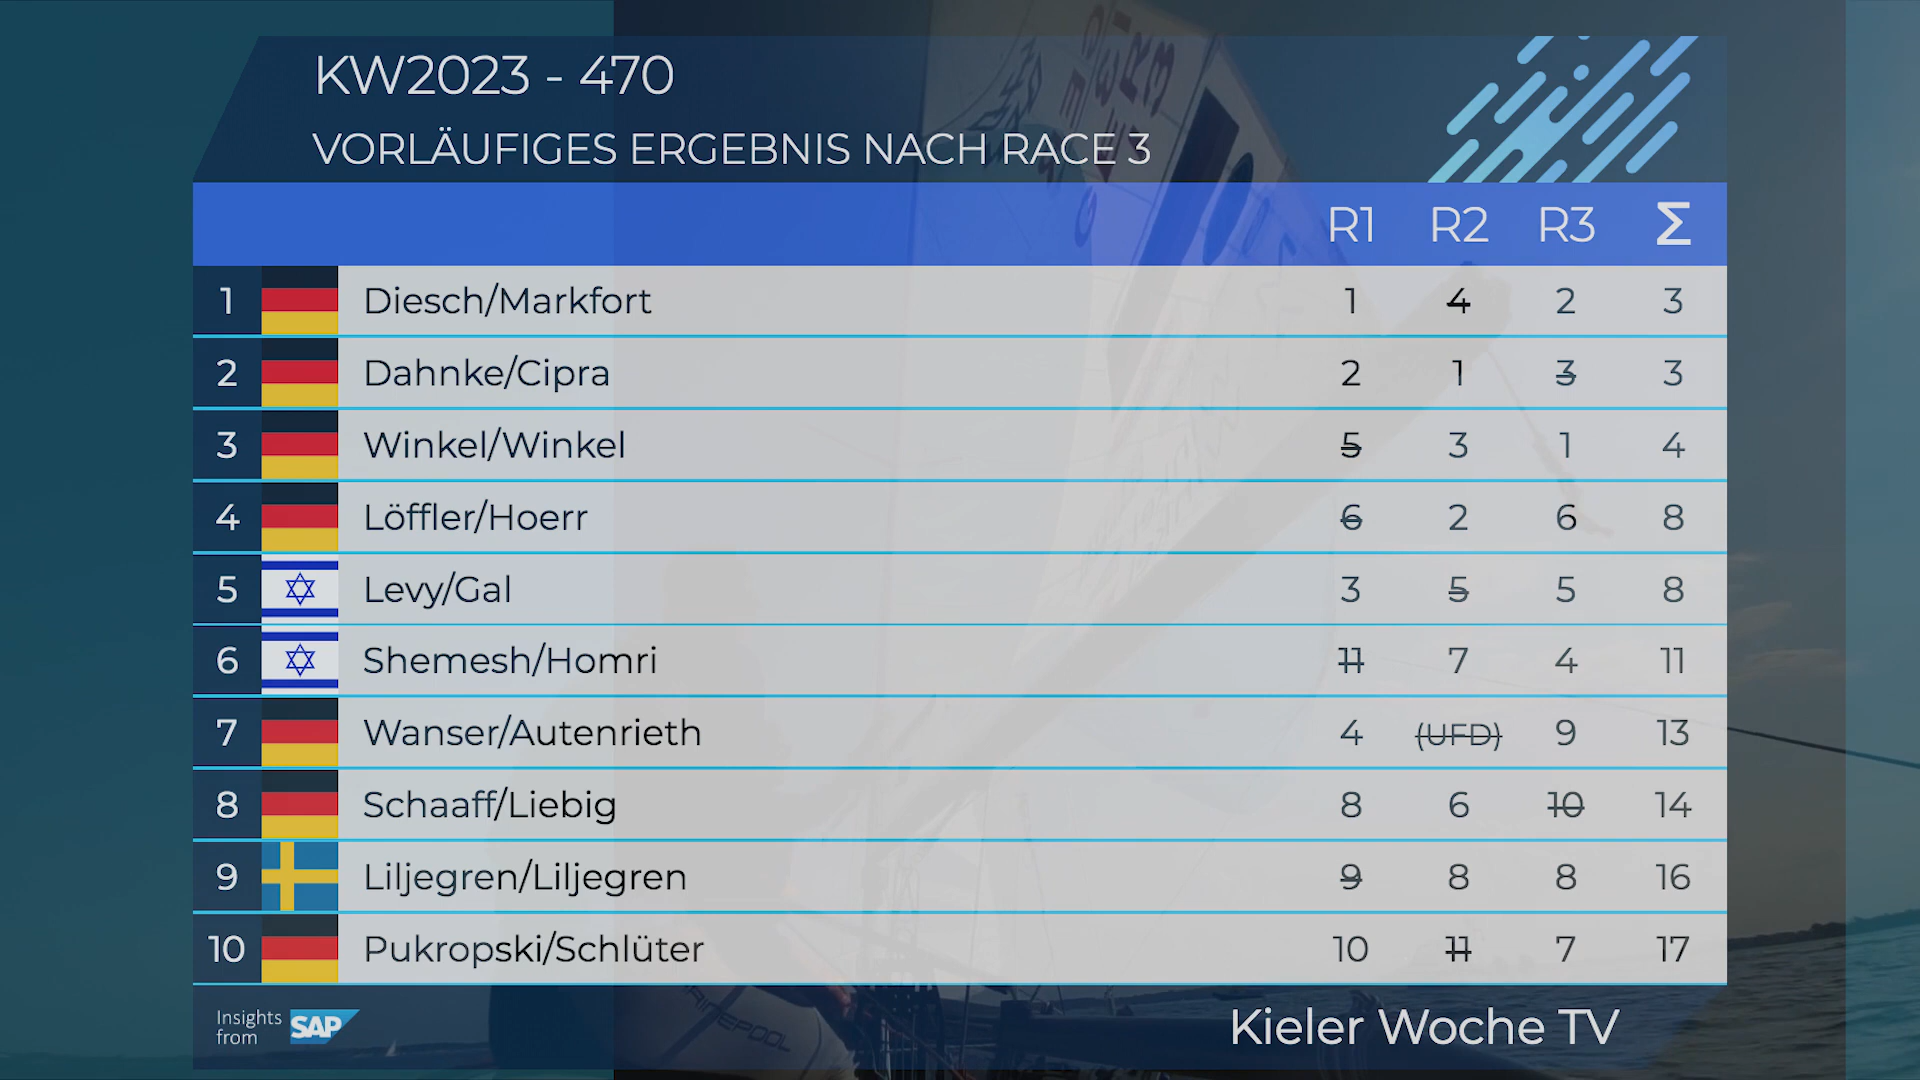 KW2023 - 470
VORLÄUFIGES ERGEBNIS NACH RACE 3
R1 R2 R3 Σ
1 Diesch/Markfort 1 4 2 3
2 Dahnke/Cipra 2 1 3 3
3 Winkel/Winkel 5 3 1 4
4 Löffler/Hoerr 6 2 6 8
5 Levy/Gal 3 5 5 8
6 Shemesh/Homri 11 7 4 11
7 Wanser/Autenrieth 4 (UFD) 9 13
8 Schaaff/Liebig 8 6 10 14
9 Liljegren/Liljegren 9 8 8 16
10 Pukropski/Schlüter 10 11 7 17
Insights
from SAP
Kieler Woche TV